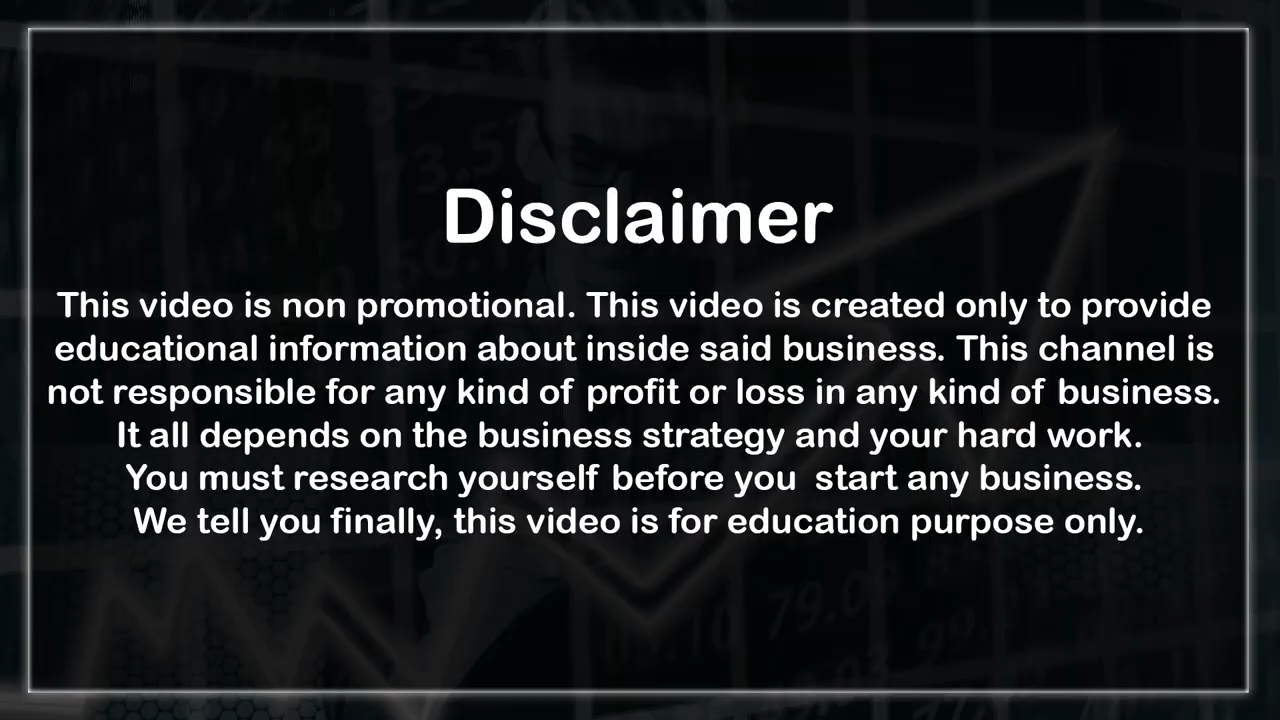 Disclaimer
This video is non promotional. This video is created only to provide
educational information about inside said business. This channel is
not responsible for any kind of profit or loss in any kind of business.
It all depends on the business strategy and your hard work.
You must research yourself before you start any business.
We tell you finally, this video is for education purpose only.
79.03